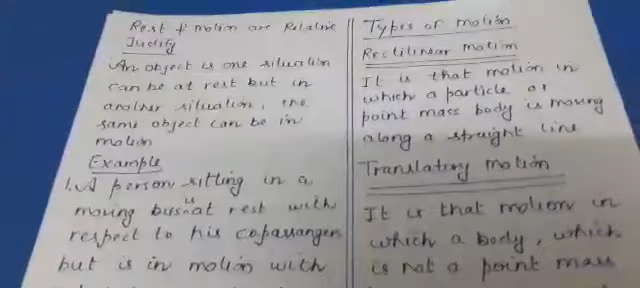 Rest & motion are Relative
Justify
An object is one situation
can be at rest but in
another situation, the
same object can be in
motion
Example
1. A person sitting in a
moving bus is at rest with
respect to his copassanger
but is in motion with
Types of motion
Rectilinear motion
It is that motion in
which a particle or
point mass body is moving
along a straight line
Translatory motion
It is that motion in
which a body, which
is not a point mass